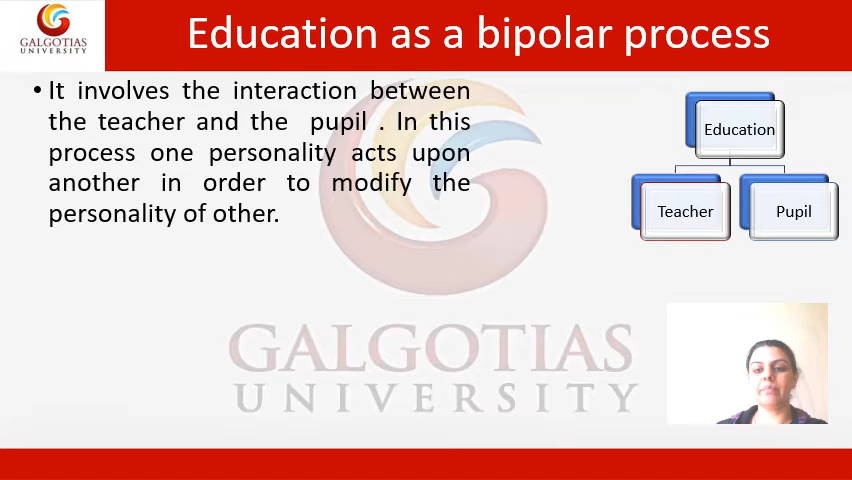 GALGOTIAS
UNIVERSITY
Education as a bipolar process
• It involves the interaction between
the teacher and the pupil . In this
process one personality acts upon
another in order to modify the
personality of other.
Education
Teacher
Pupil
GALGOTIAS
UNIVERSITY